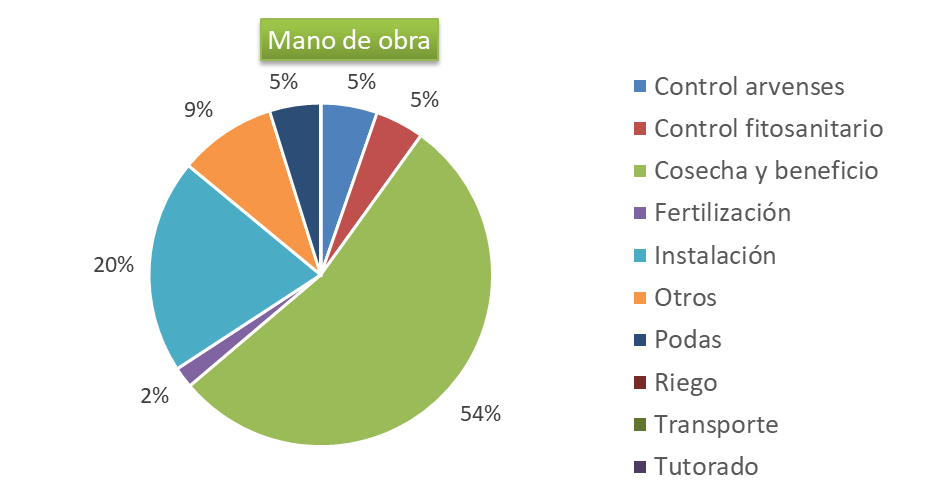 Mano de obra
5%
5%
5%
9%
20%
2%
54%
Control arvenses
Control fitosanitario
Cosecha y beneficio
Fertilización
Instalación
Otros
Podas
Riego
Transporte
Tutorado